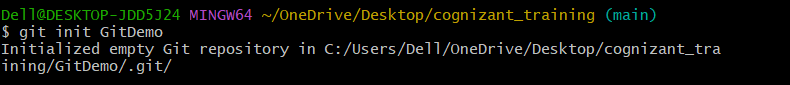 Dell@DESKTOP-JDD5J24 MINGW64 ~/OneDrive/Desktop/cognizant_training (main)
$ git init GitDemo
Initialized empty Git repository in C:/Users/Dell/OneDrive/Desktop/cognizant_tra
ining/GitDemo/.git/